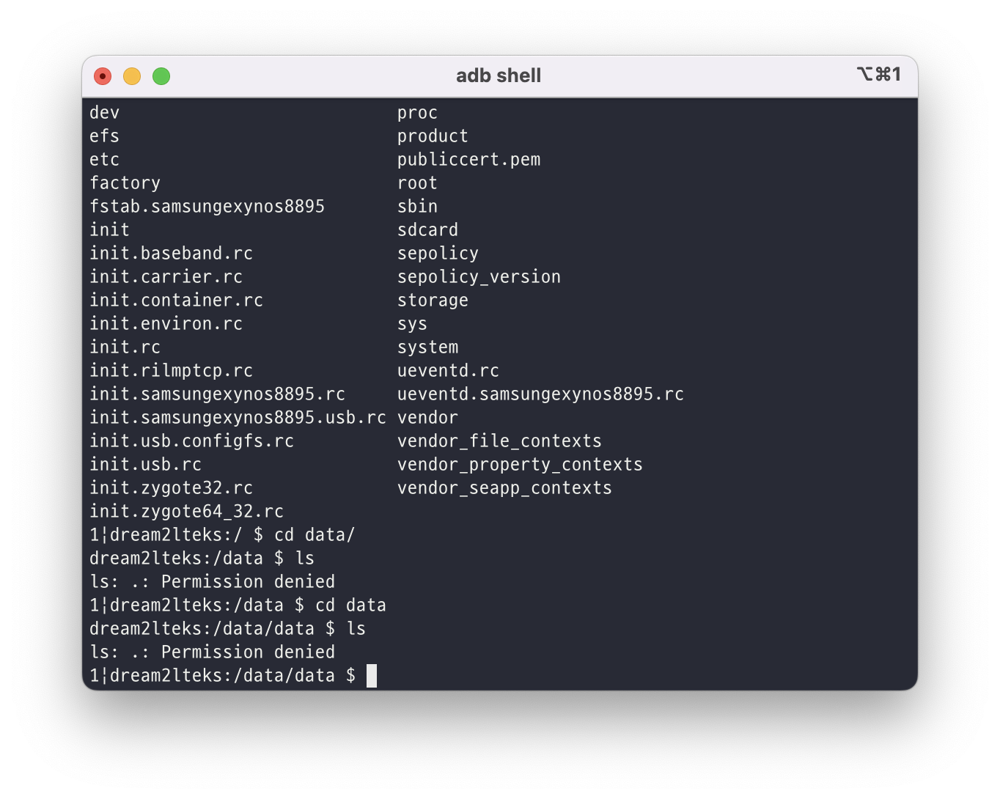 adb shell ⌥⌘1
dev proc
efs product
etc publiccert.pem
factory root
fstab.samsungexynos8895 sbin
init sdcard
init.baseband.rc sepolicy
init.carrier.rc sepolicy_version
init.container.rc storage
init.environ.rc sys
init.rc system
init.rilmptcp.rc ueventd.rc
init.samsungexynos8895.rc ueventd.samsungexynos8895.rc
init.samsungexynos8895.usb.rc vendor
init.usb.configfs.rc vendor_file_contexts
init.usb.rc vendor_property_contexts
init.zygote32.rc vendor_seapp_contexts
init.zygote64_32.rc
1¦dream2lteks:/ $ cd data/
dream2lteks:/data $ ls
ls: .: Permission denied
1¦dream2lteks:/data $ cd data
dream2lteks:/data/data $ ls
ls: .: Permission denied
1¦dream2lteks:/data/data $